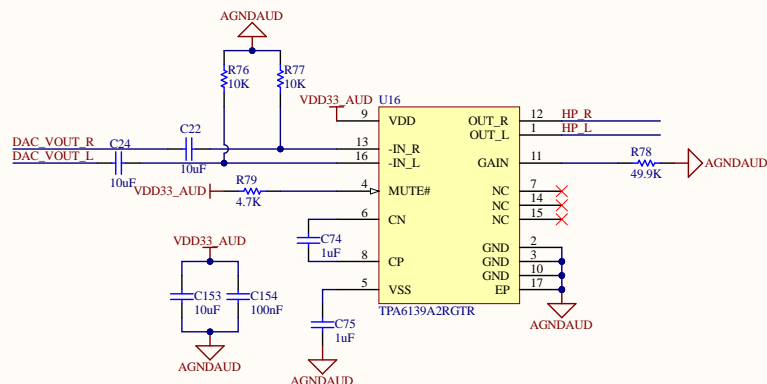 AGNDAUD
R76
10K
R77
10K
VDD33_AUD
U16
9
VDD
OUT_R
12
HP_R
OUT_L
1
HP_L
DAC_VOUT_R
DAC_VOUT_L
C24
10uF
C22
10uF
13
-IN_R
16
-IN_L
GAIN
11
R78
49.9K
AGNDAUD
VDD33_AUD
R79
4.7K
4
MUTE#
NC
7
NC
14
NC
15
6
CN
C74
1uF
8
CP
GND
2
GND
3
GND
10
EP
17
5
VSS
TPA6139A2RGTR
AGNDAUD
VDD33_AUD
C153
10uF
C154
100nF
AGNDAUD
C75
1uF
AGNDAUD